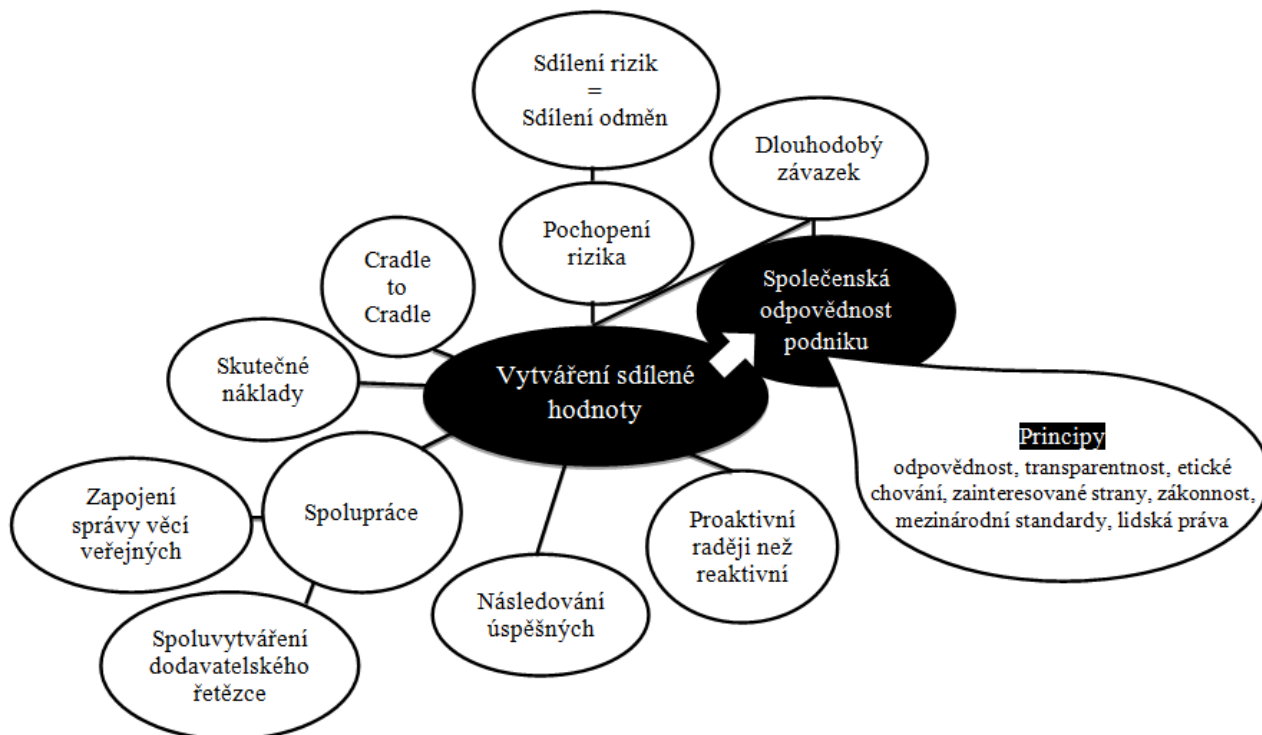 Sdílení rizik
=
Sdílení odměn
Dlouhodobý
závazek
Pochopení
rizika
Cradle
to
Cradle
Společenská
odpovědnost
podniku
Skutečné
náklady
Vytváření sdílené
hodnoty
Principy
odpovědnost, transparentnost, etické
chování, zainteresované strany, zákonnost,
mezinárodní standardy, lidská práva
Spolupráce
Zapojení
správy věcí
veřejných
Proaktivní
raději než
reaktivní
Následování
úspěšných
Spoluvytváření
dodavatelského
řetězce